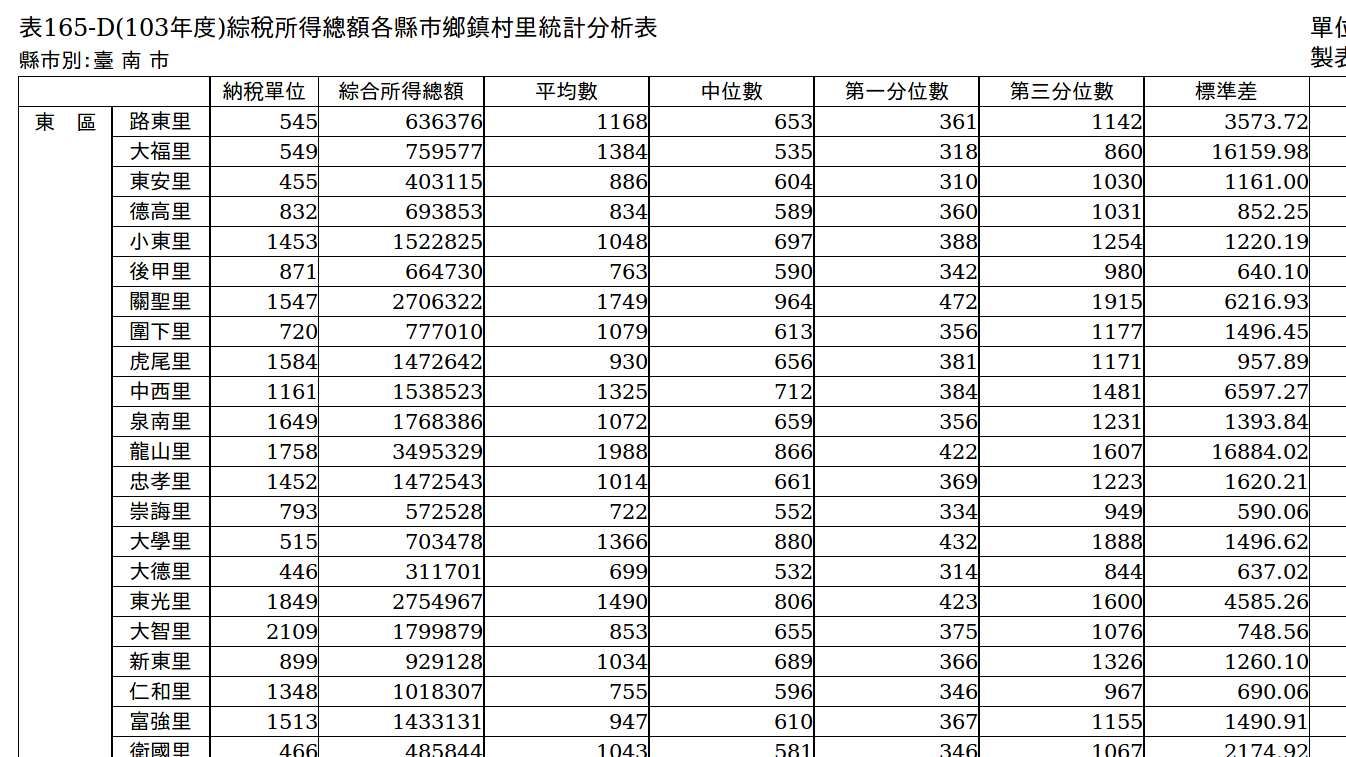 表165-D(103年度)綜稅所得總額各縣市鄉鎮村里統計分析表 單位
縣市別:臺 南 市 製表
納稅單位 綜合所得總額 平均數 中位數 第一分位數 第三分位數 標準差
東 區 路東里 545 636376 1168 653 361 1142 3573.72
大福里 549 759577 1384 535 318 860 16159.98
東安里 455 403115 886 604 310 1030 1161.00
德高里 832 693853 834 589 360 1031 852.25
小東里 1453 1522825 1048 697 388 1254 1220.19
後甲里 871 664730 763 590 342 980 640.10
關聖里 1547 2706322 1749 964 472 1915 6216.93
圍下里 720 777010 1079 613 356 1177 1496.45
虎尾里 1584 1472642 930 656 381 1171 957.89
中西里 1161 1538523 1325 712 384 1481 6597.27
泉南里 1649 1768386 1072 659 356 1231 1393.84
龍山里 1758 3495329 1988 866 422 1607 16884.02
忠孝里 1452 1472543 1014 661 369 1223 1620.21
崇誨里 793 572528 722 552 334 949 590.06
大學里 515 703478 1366 880 432 1888 1496.62
大德里 446 311701 699 532 314 844 637.02
東光里 1849 2754967 1490 806 423 1600 4585.26
大智里 2109 1799879 853 655 375 1076 748.56
新東里 899 929128 1034 689 366 1326 1260.10
仁和里 1348 1018307 755 596 346 967 690.06
富強里 1513 1433131 947 610 367 1155 1490.91
衛國里 466 485844 1043 581 346 1067 2174.92